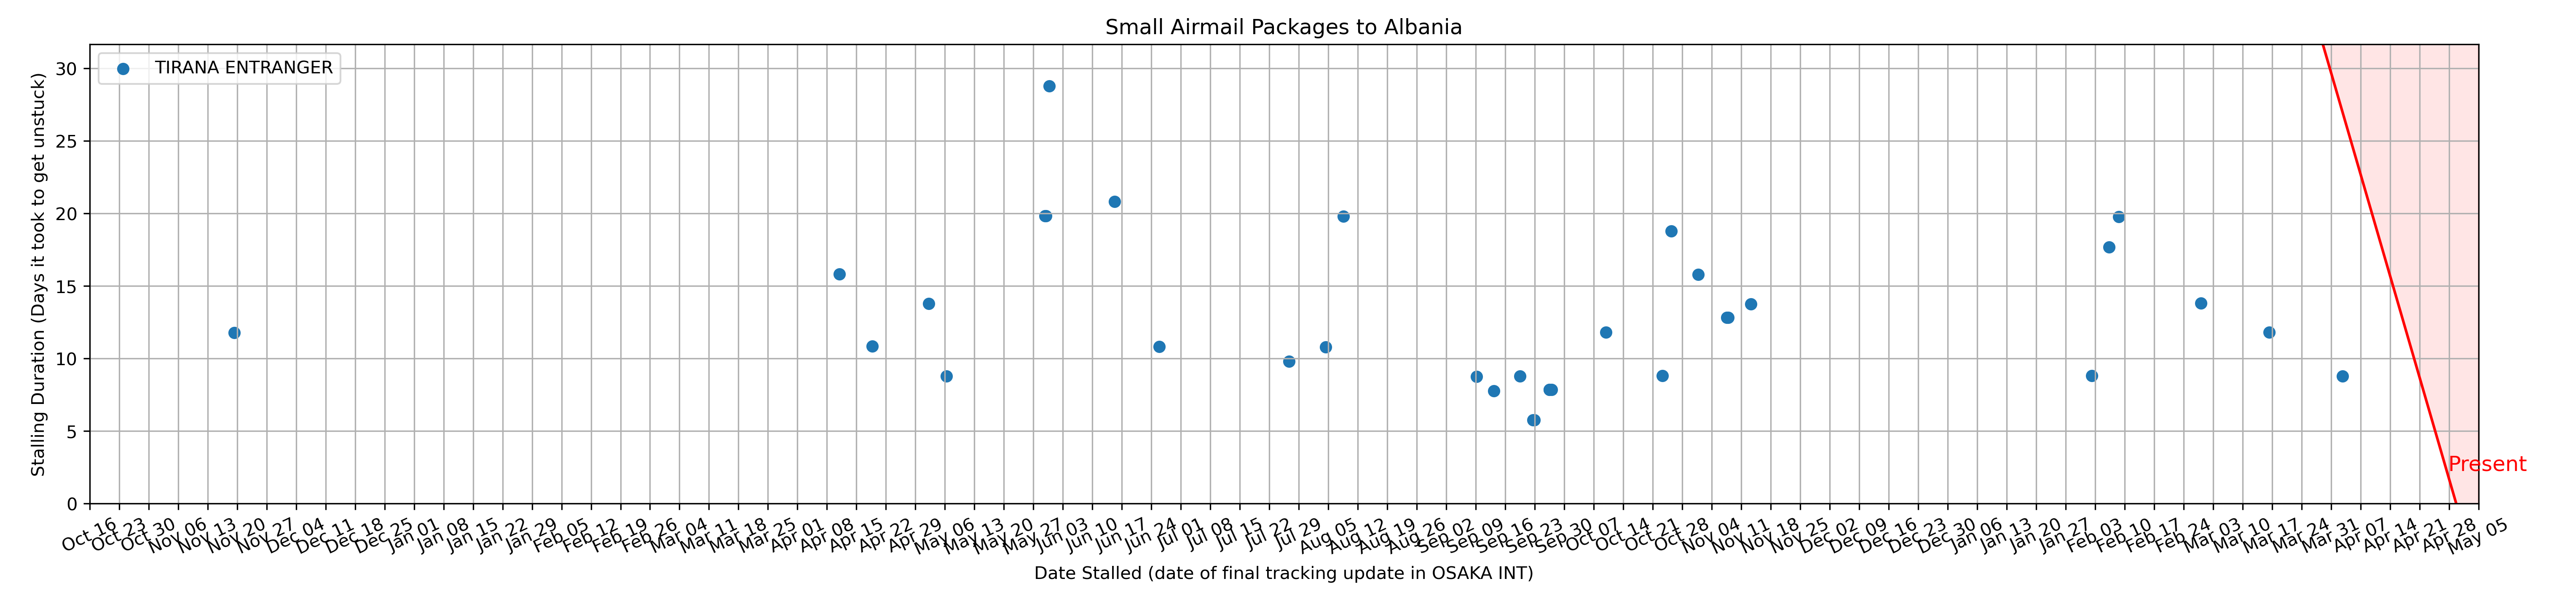 Small Airmail Packages to Albania
TIRANA ENTRANGER
Stalling Duration (Days it took to get unstuck)
30
25
20
15
10
5
0
Present
Oct 16 Oct 23 Oct 30 Nov 06 Nov 13 Nov 20 Nov 27 Dec 04 Dec 11 Dec 18 Dec 25 Jan 01 Jan 08 Jan 15 Jan 22 Jan 29 Feb 05 Feb 12 Feb 19 Feb 26 Mar 04 Mar 11 Mar 18 Mar 25 Apr 01 Apr 08 Apr 15 Apr 22 Apr 29 May 06 May 13 May 20 May 27 Jun 03 Jun 10 Jun 17 Jun 24 Jul 01 Jul 08 Jul 15 Jul 22 Jul 29 Aug 05 Aug 12 Aug 19 Aug 26 Sep 02 Sep 09 Sep 16 Sep 23 Sep 30 Oct 07 Oct 14 Oct 21 Oct 28 Nov 04 Nov 11 Nov 18 Nov 25 Dec 02 Dec 09 Dec 16 Dec 23 Dec 30 Jan 06 Jan 13 Jan 20 Jan 27 Feb 03 Feb 10 Feb 17 Feb 24 Mar 03 Mar 10 Mar 17 Mar 24 Mar 31 Apr 07 Apr 14 Apr 21 Apr 28 May 05
Date Stalled (date of final tracking update in OSAKA INT)